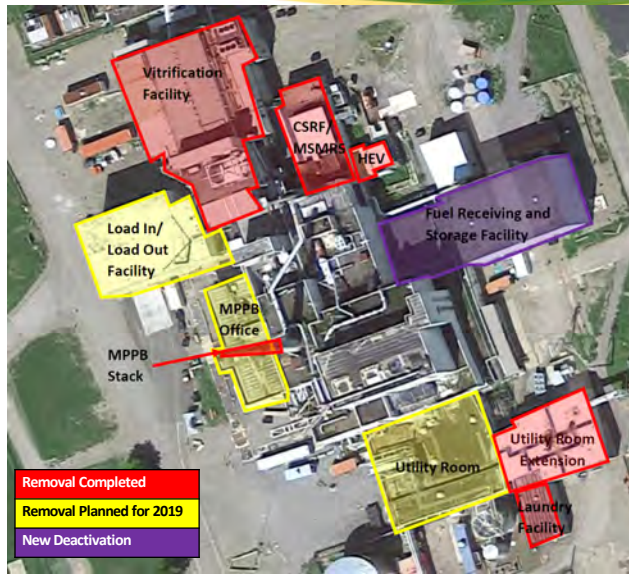 Vitrification
Facility
CSRF/
MSMRS
HEV
Fuel Receiving and
Storage Facility
Load In/
Load Out
Facility
MPPB
Office
MPPB
Stack
Utility Room
Utility Room
Extension
Laundry
Facility
Removal Completed
Removal Planned for 2019
New Deactivation